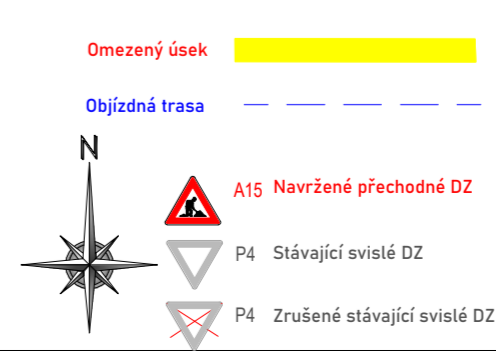 Omezený úsek
Objízdná trasa
N
A15 Navržené přechodné DZ
P4 Stávající svislé DZ
P4 Zrušené stávající svislé DZ